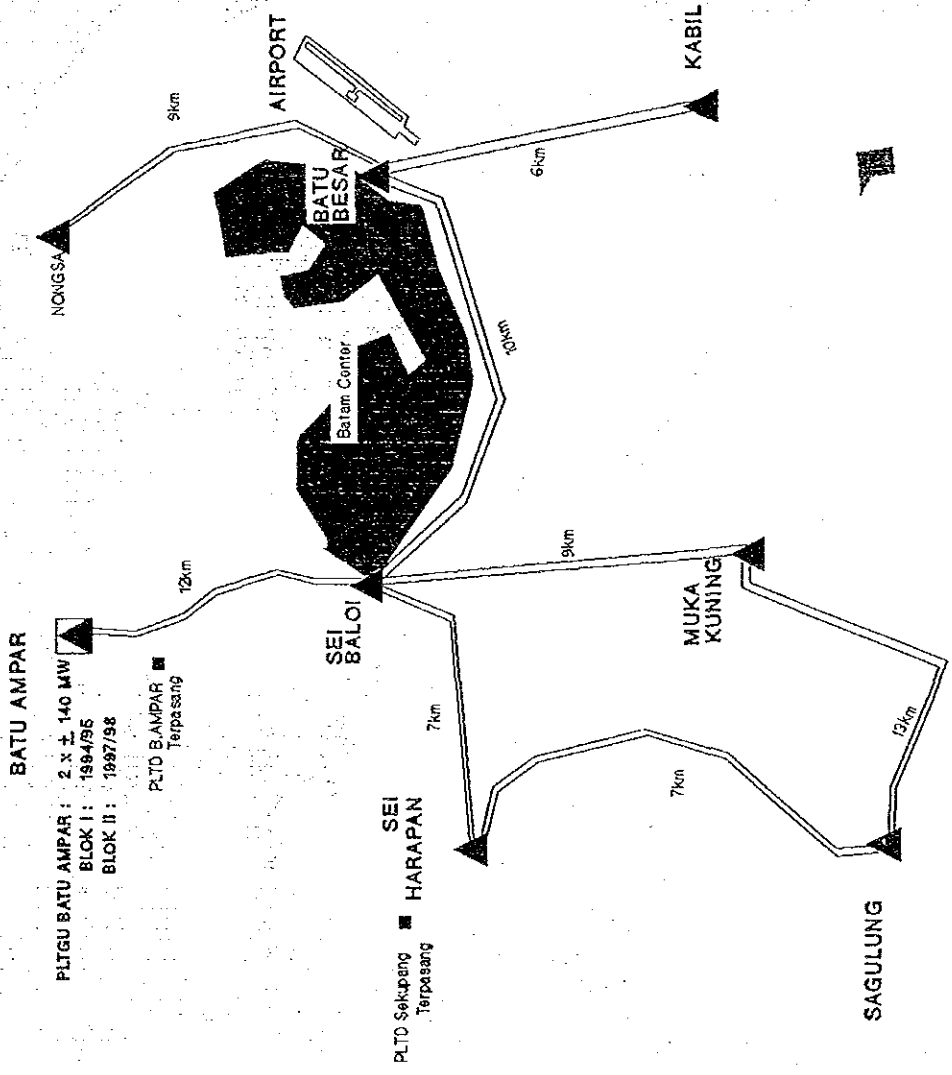 BATU AMPAR
PLTGU BATU AMPAR : 2 x ± 140 MW
BLOK I : 1994/95
BLOK II : 1997/98
PLTD B.AMPAR
Terpasang
12km
NONGSA
9km
AIRPORT
BATU
BESAR
Batam Center
SEI
BALOI
10km
6km
KABIL
9km
MUKA
KUNING
7km
PLTD Sekupang
Terpasang
SEI
HARAPAN
7km
13km
SAGULUNG